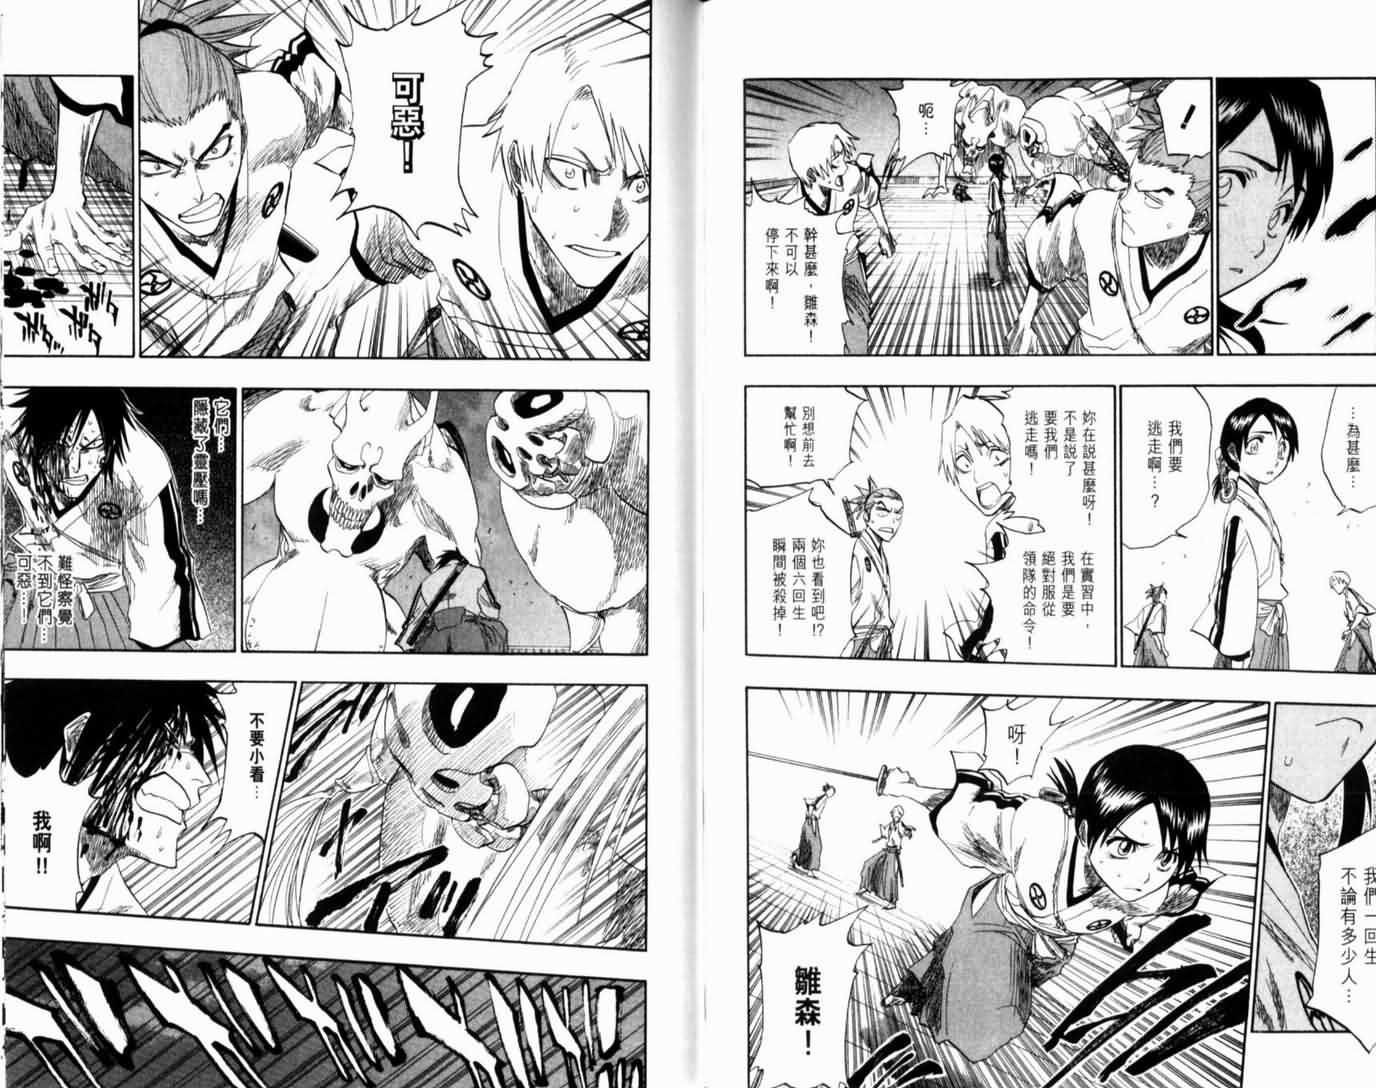 ！
呃…
幹甚麼，雛森！
不可以
停下來啊！
…為甚麼…
我們要
逃走啊…？
妳在說甚麼呀！
不是說了
要我們
逃走嗎！
在實習中，
我們是要
絕對服從
領隊的命令！
別想前去
幫忙啊！
妳也看到吧!?
兩個六回生
瞬間被殺掉！
我們一回生
不論有多少人…
呀！
雛森！
可惡！
它們…
隱藏了靈壓嗎…
難怪察覺
不到它們…
可惡…！
不要小看…
我啊!!